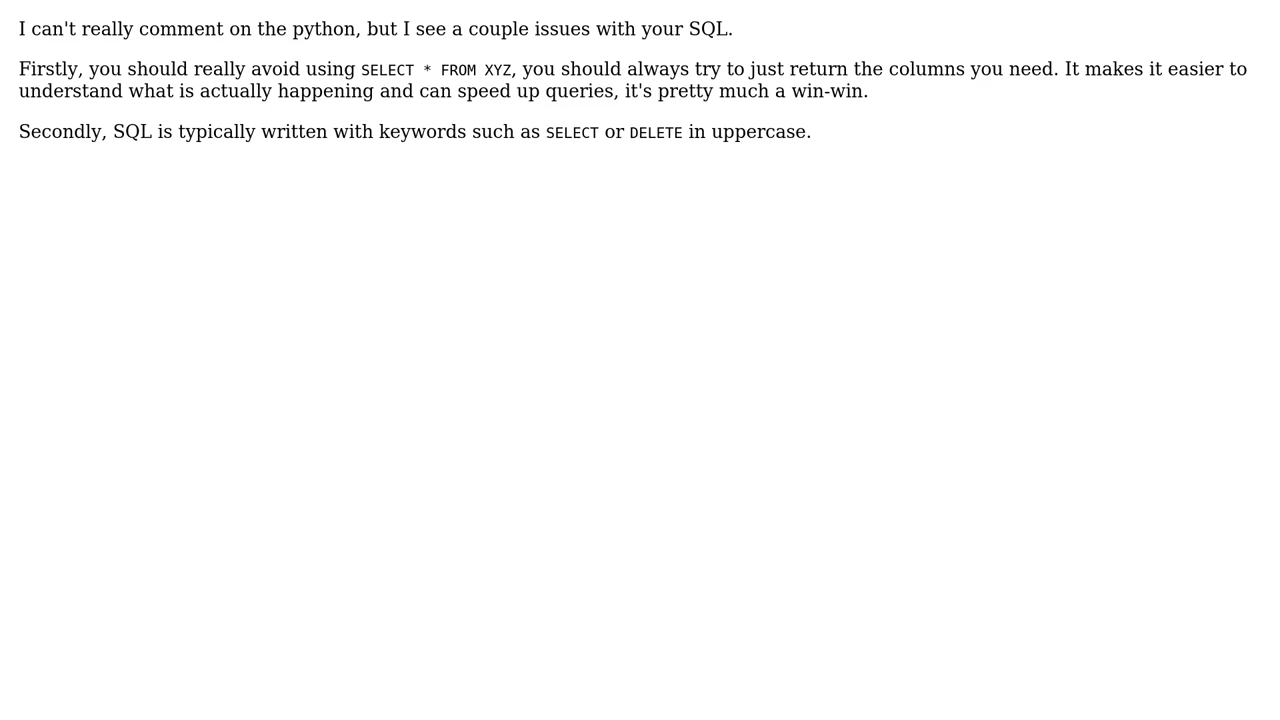 I can't really comment on the python, but I see a couple issues with your SQL.
Firstly, you should really avoid using SELECT * FROM XYZ, you should always try to just return the columns you need. It makes it easier to
understand what is actually happening and can speed up queries, it's pretty much a win-win.
Secondly, SQL is typically written with keywords such as SELECT or DELETE in uppercase.